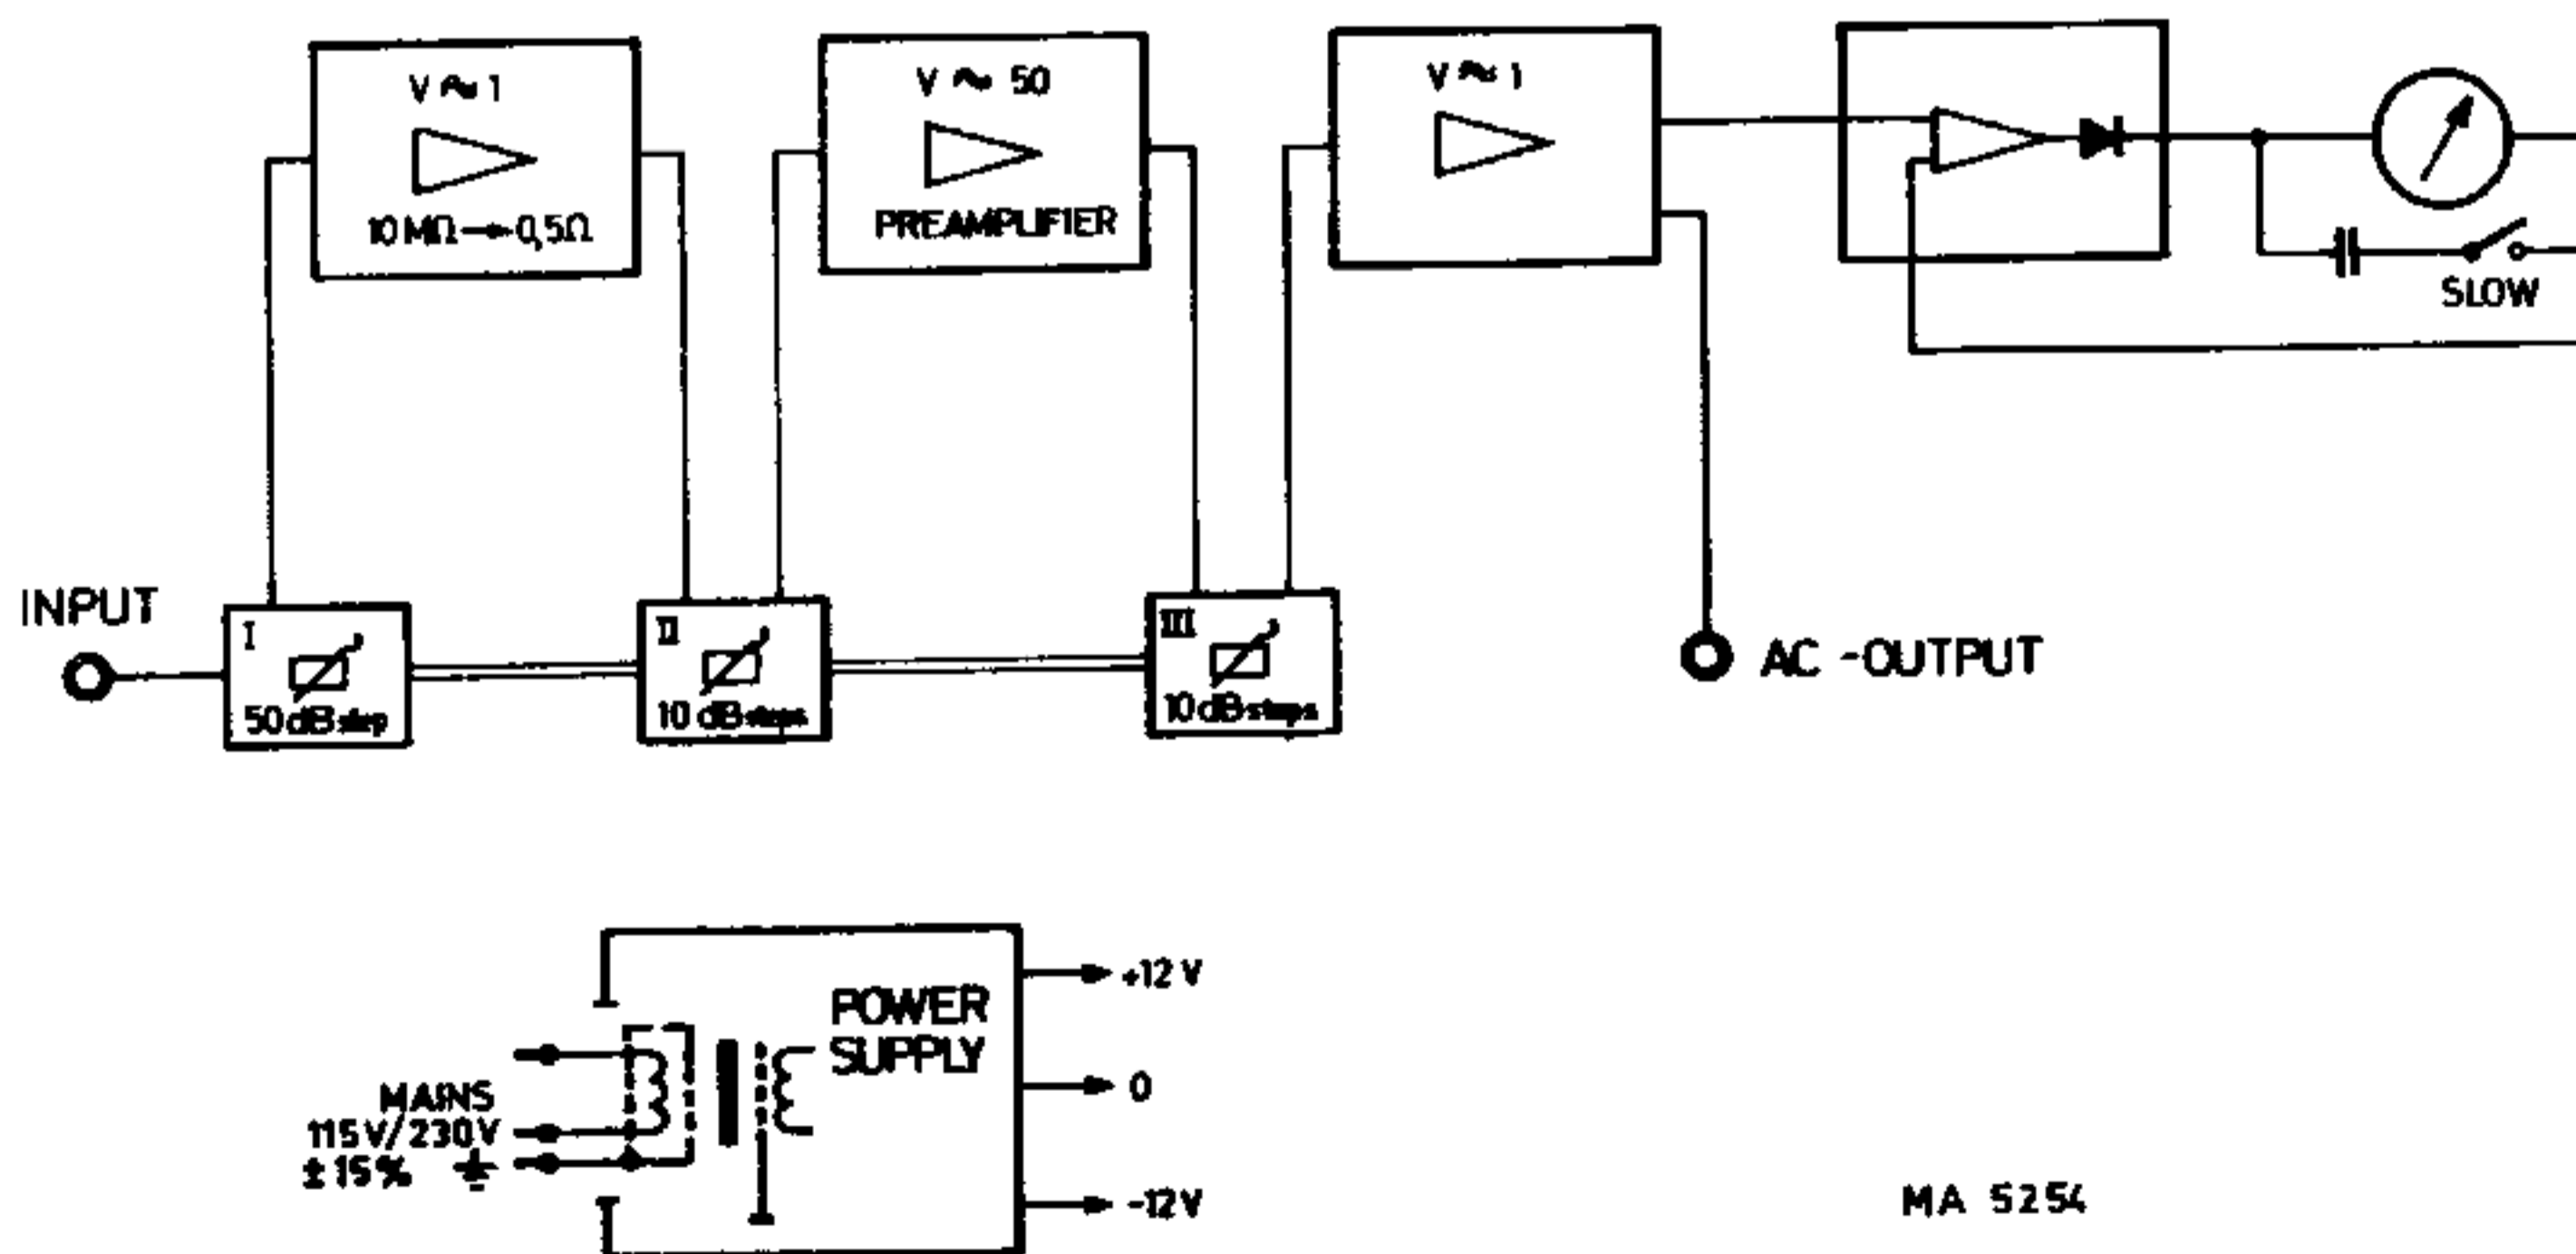 V ≈ 1
10 MΩ → 0,5Ω
V ≈ 50
PREAMPLIFIER
V ≈ 1
SLOW
INPUT
I
50 dB step
II
10 dB steps
III
10 dB steps
AC -OUTPUT
POWER
SUPPLY
+12 V
0
-12 V
MAINS
115 V/230 V
± 15 %
MA 5254